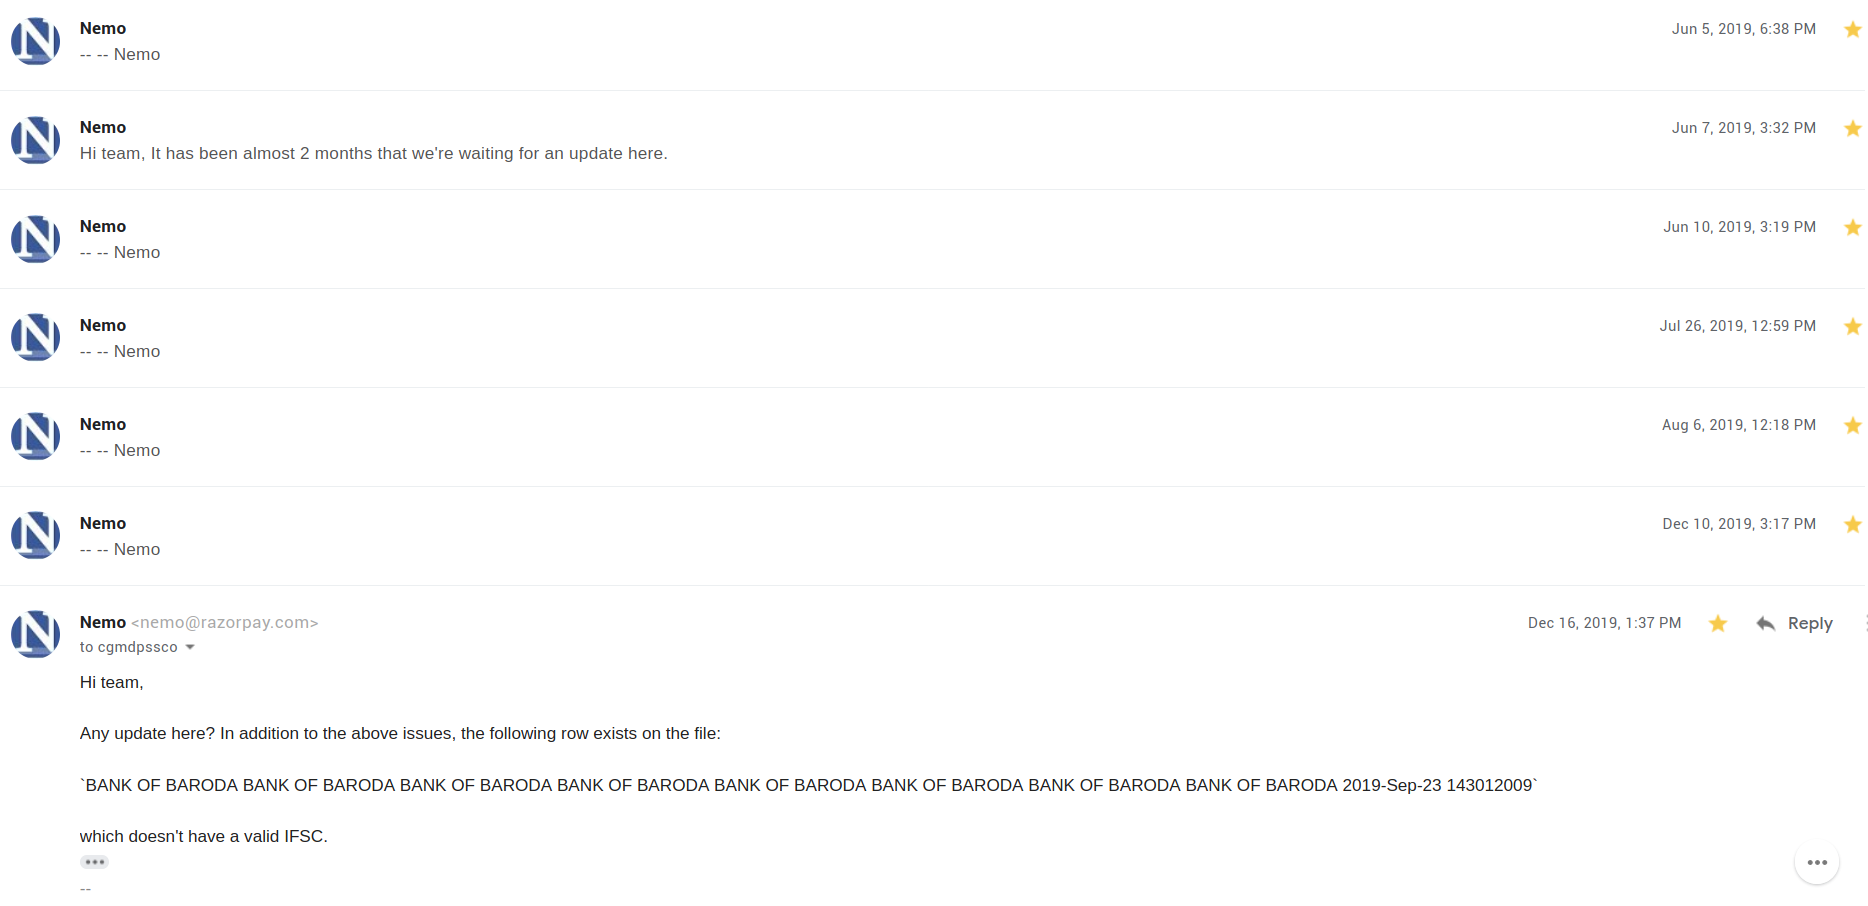 Nemo Jun 5, 2019, 6:38 PM
-- -- Nemo
Nemo Jun 7, 2019, 3:32 PM
Hi team, It has been almost 2 months that we're waiting for an update here.
Nemo Jun 10, 2019, 3:19 PM
-- -- Nemo
Nemo Jul 26, 2019, 12:59 PM
-- -- Nemo
Nemo Aug 6, 2019, 12:18 PM
-- -- Nemo
Nemo Dec 10, 2019, 3:17 PM
-- -- Nemo
Nemo <nemo@razorpay.com> Dec 16, 2019, 1:37 PM Reply
to cgmdpssco
Hi team,
Any update here? In addition to the above issues, the following row exists on the file:
`BANK OF BARODA BANK OF BARODA BANK OF BARODA BANK OF BARODA BANK OF BARODA BANK OF BARODA BANK OF BARODA BANK OF BARODA 2019-Sep-23 143012009`
which doesn't have a valid IFSC.
--